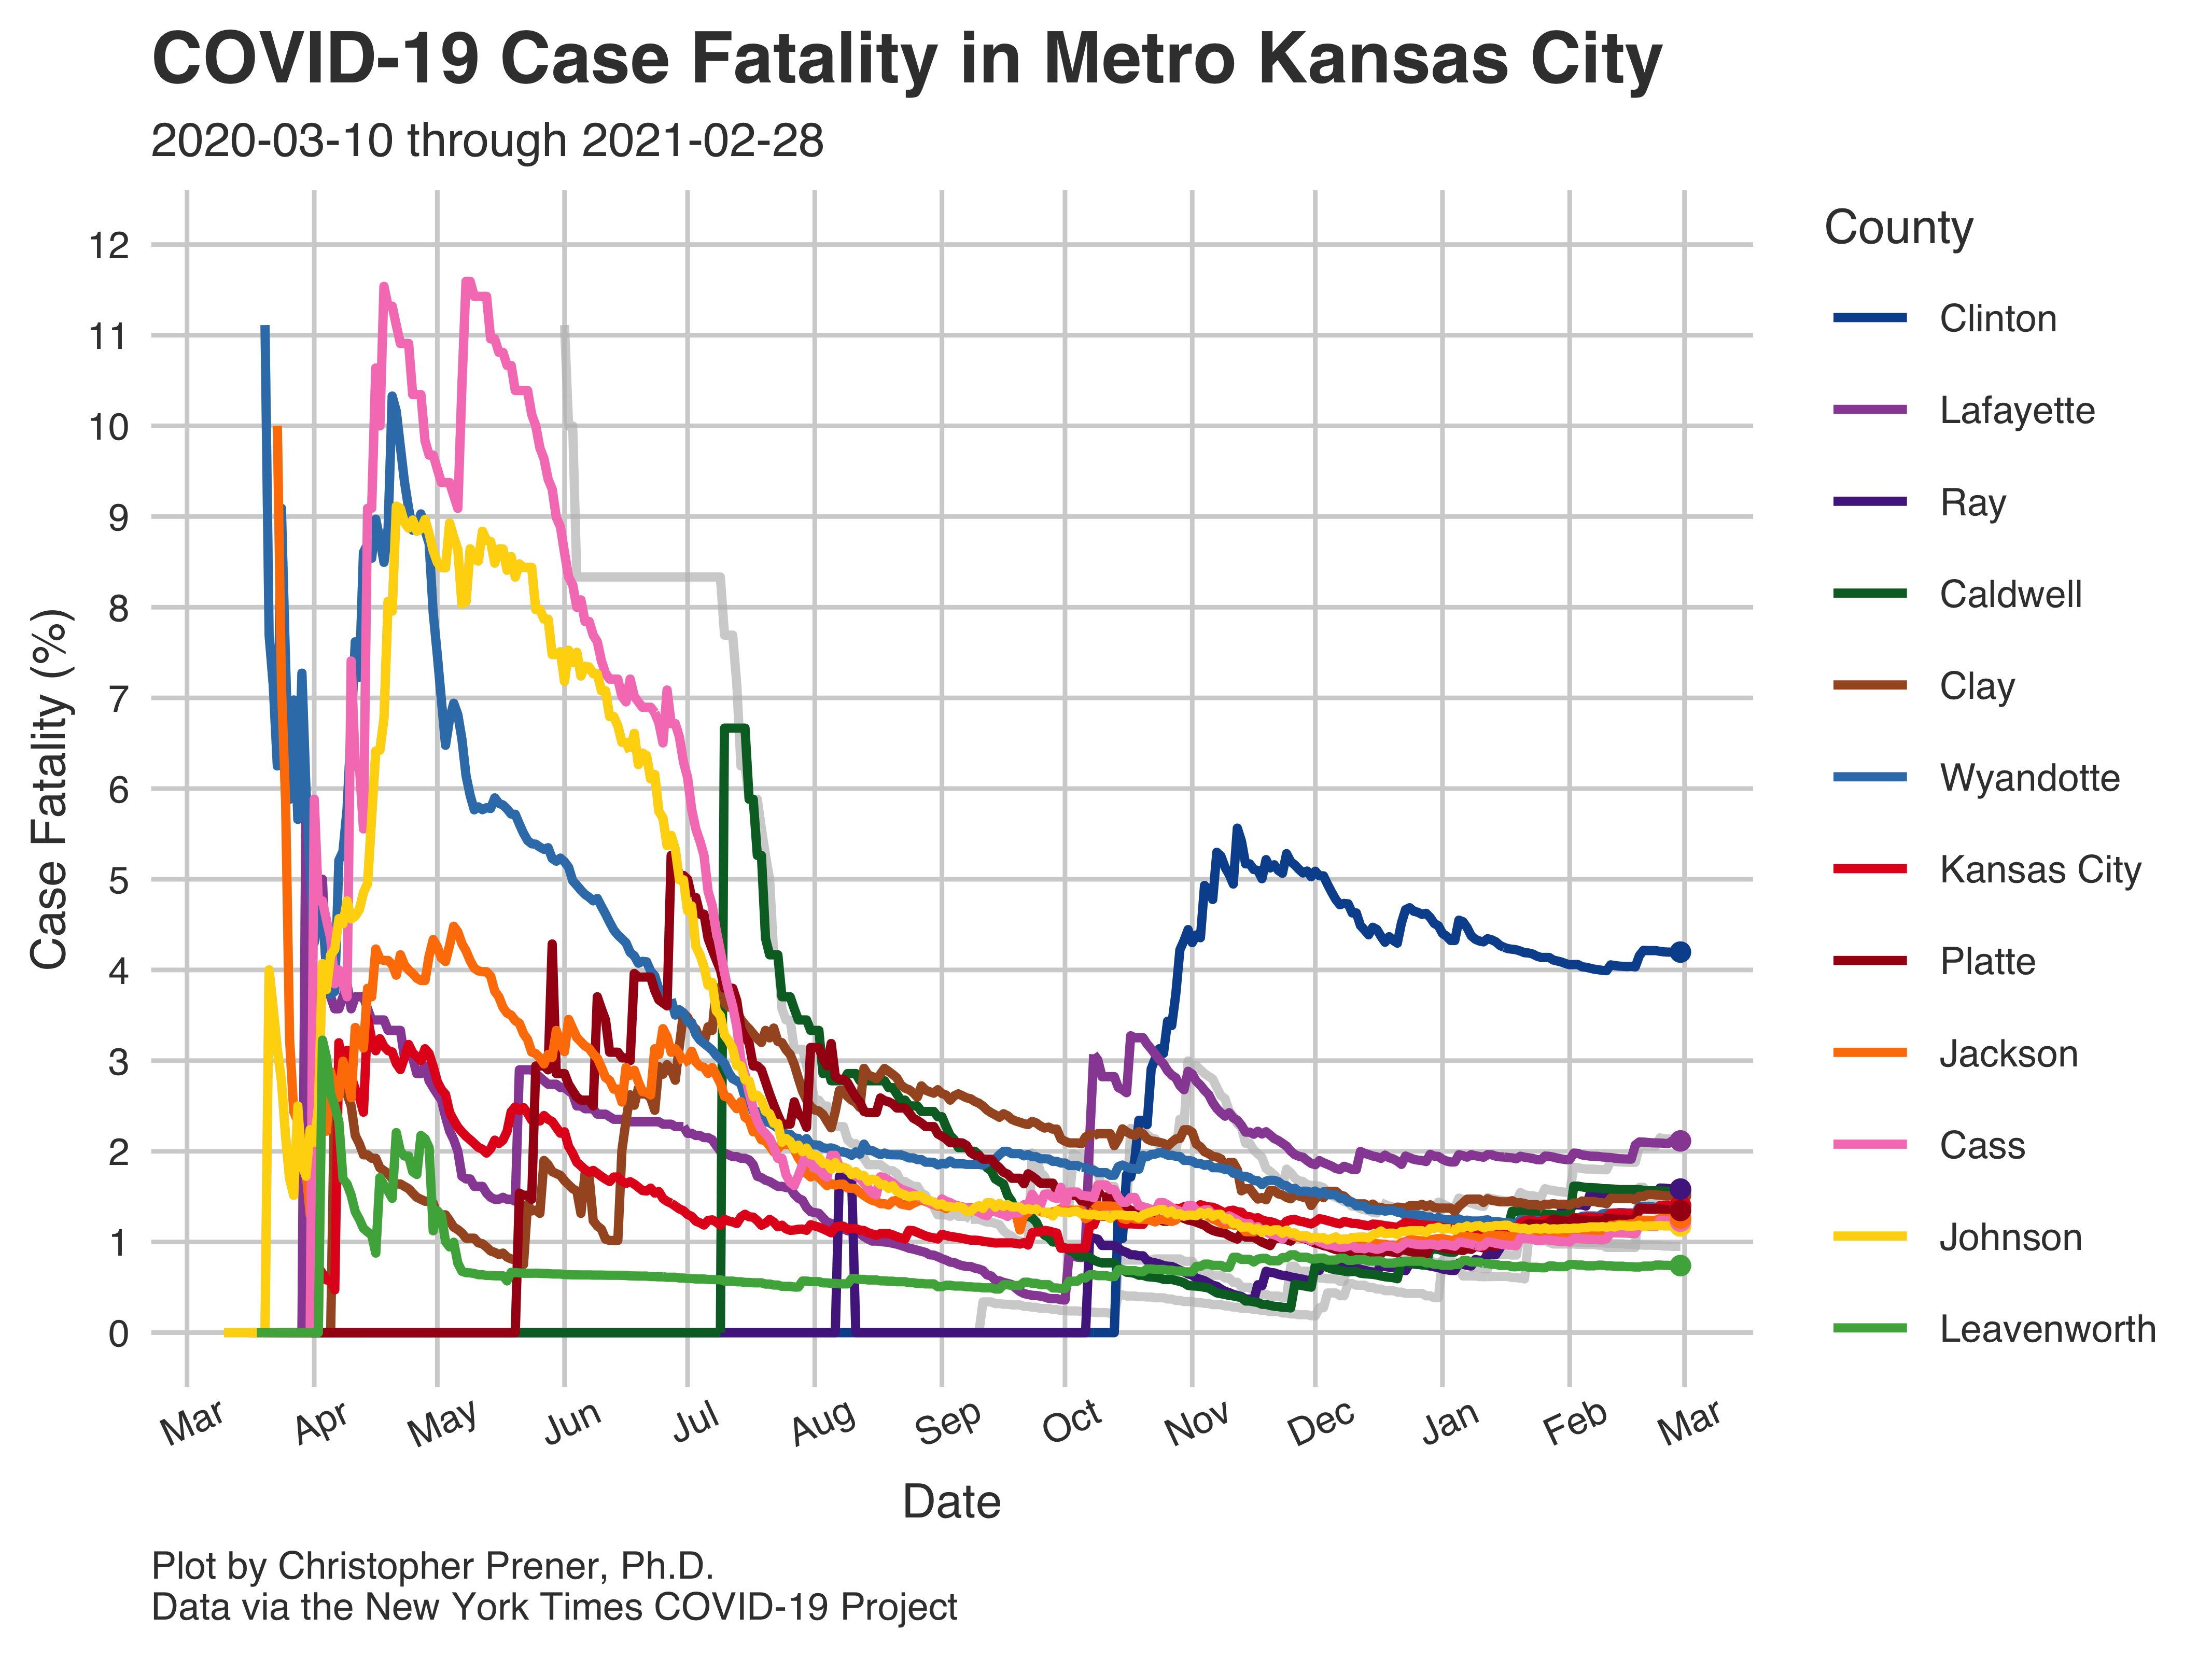 COVID-19 Case Fatality in Metro Kansas City
2020-03-10 through 2021-02-28
Case Fatality (%)
12
11
10
9
8
7
6
5
4
3
2
1
0
Mar Apr May Jun Jul Aug Sep Oct Nov Dec Jan Feb Mar
Date
County
Clinton
Lafayette
Ray
Caldwell
Clay
Wyandotte
Kansas City
Platte
Jackson
Cass
Johnson
Leavenworth
Plot by Christopher Prener, Ph.D.
Data via the New York Times COVID-19 Project